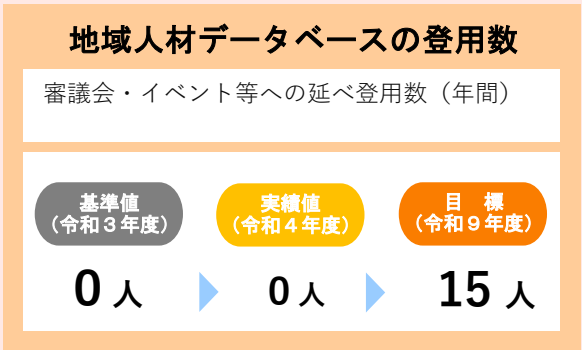 地域人材データベースの登用数
審議会・イベント等への延べ登用数（年間）
基準値
（令和３年度）
実績値
（令和４年度）
目　標
（令和９年度）
0 人
0 人
15 人